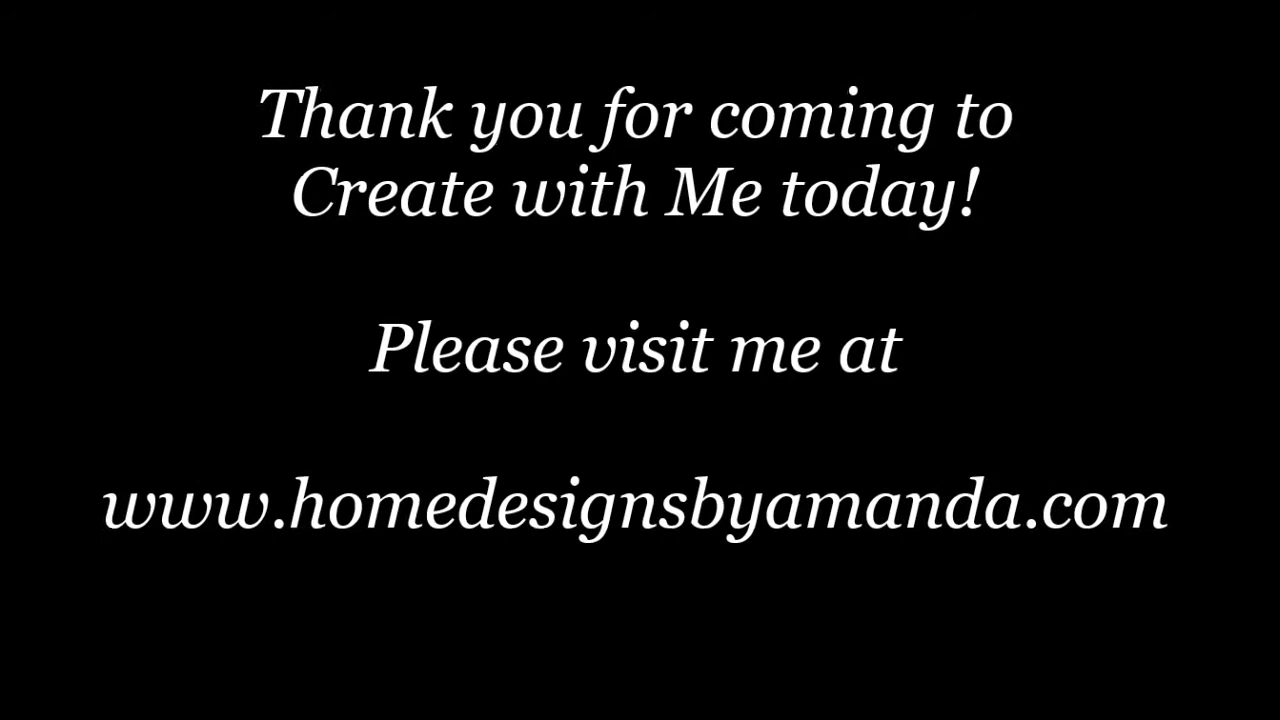 Thank you for coming to
Create with Me today!
Please visit me at
www.homedesignsbyamanda.com